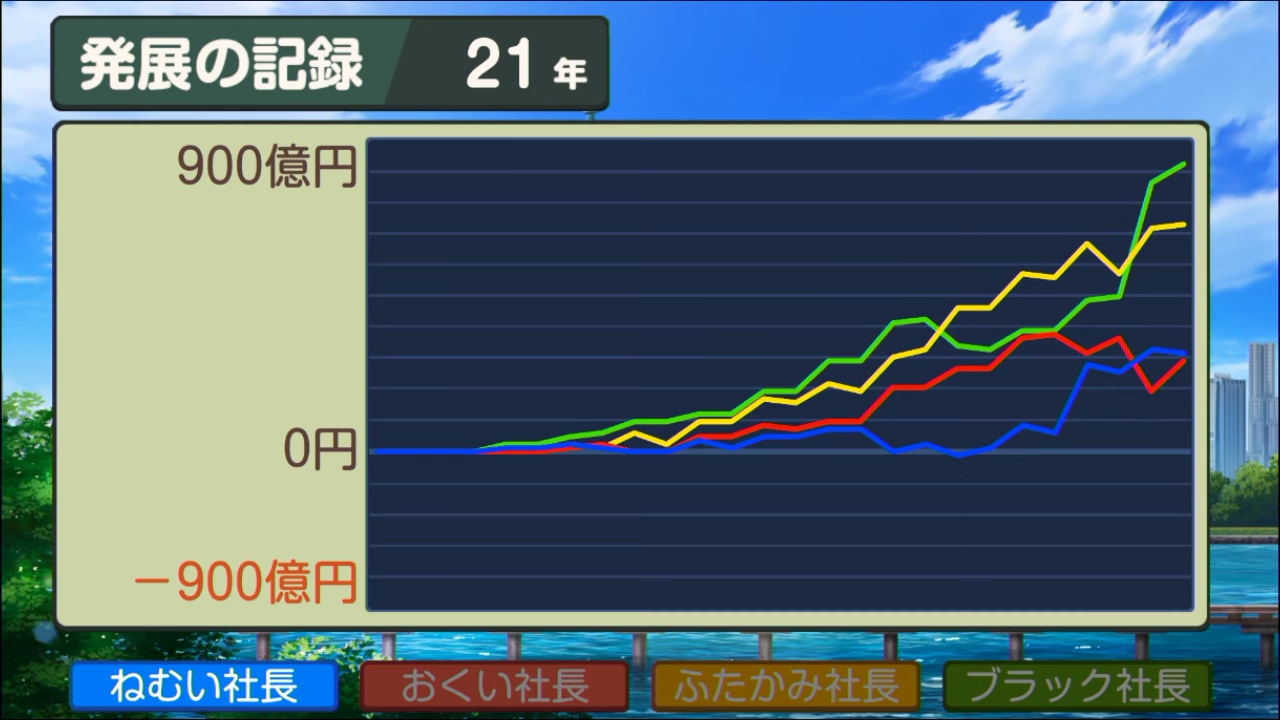 発展の記録 21年
900億円
0円
−900億円
ねむい社長 おくい社長 ふたかみ社長 ブラック社長